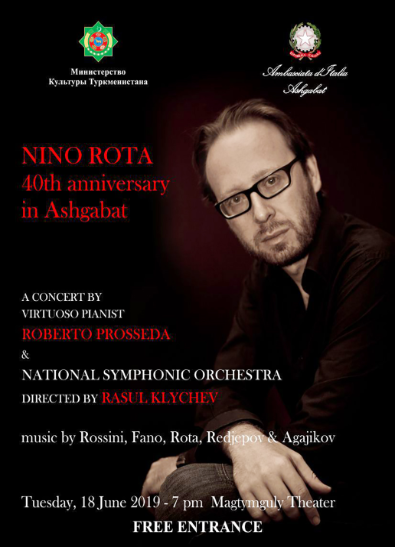 Министерство
Культуры Туркменистана
Ambasciata d'Italia
Ashgabat
NINO ROTA
40th anniversary
in Ashgabat
A CONCERT BY
VIRTUOSO PIANIST
ROBERTO PROSSEDA
&
NATIONAL SYMPHONIC ORCHESTRA
DIRECTED BY RASUL KLYCHEV
music by Rossini, Fano, Rota, Redjepov & Agajikov
Tuesday, 18 June 2019 - 7 pm Magtymguly Theater
FREE ENTRANCE